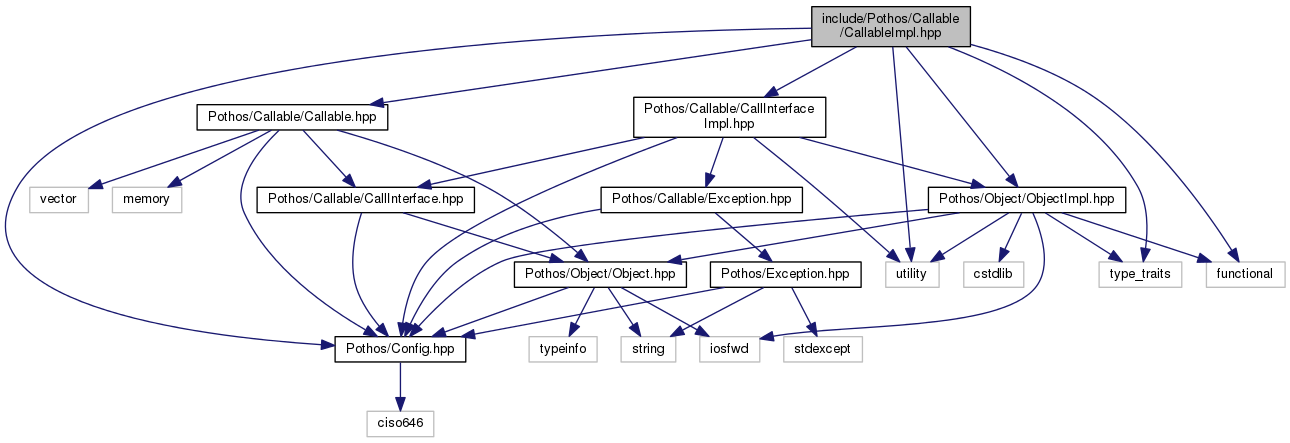 include/Pothos/Callable
/CallableImpl.hpp
Pothos/Callable/Callable.hpp
Pothos/Callable/CallInterface
Impl.hpp
vector
memory
Pothos/Callable/CallInterface.hpp
Pothos/Callable/Exception.hpp
Pothos/Object/ObjectImpl.hpp
Pothos/Object/Object.hpp
Pothos/Exception.hpp
utility
cstdlib
type_traits
functional
Pothos/Config.hpp
typeinfo
string
iosfwd
stdexcept
ciso646